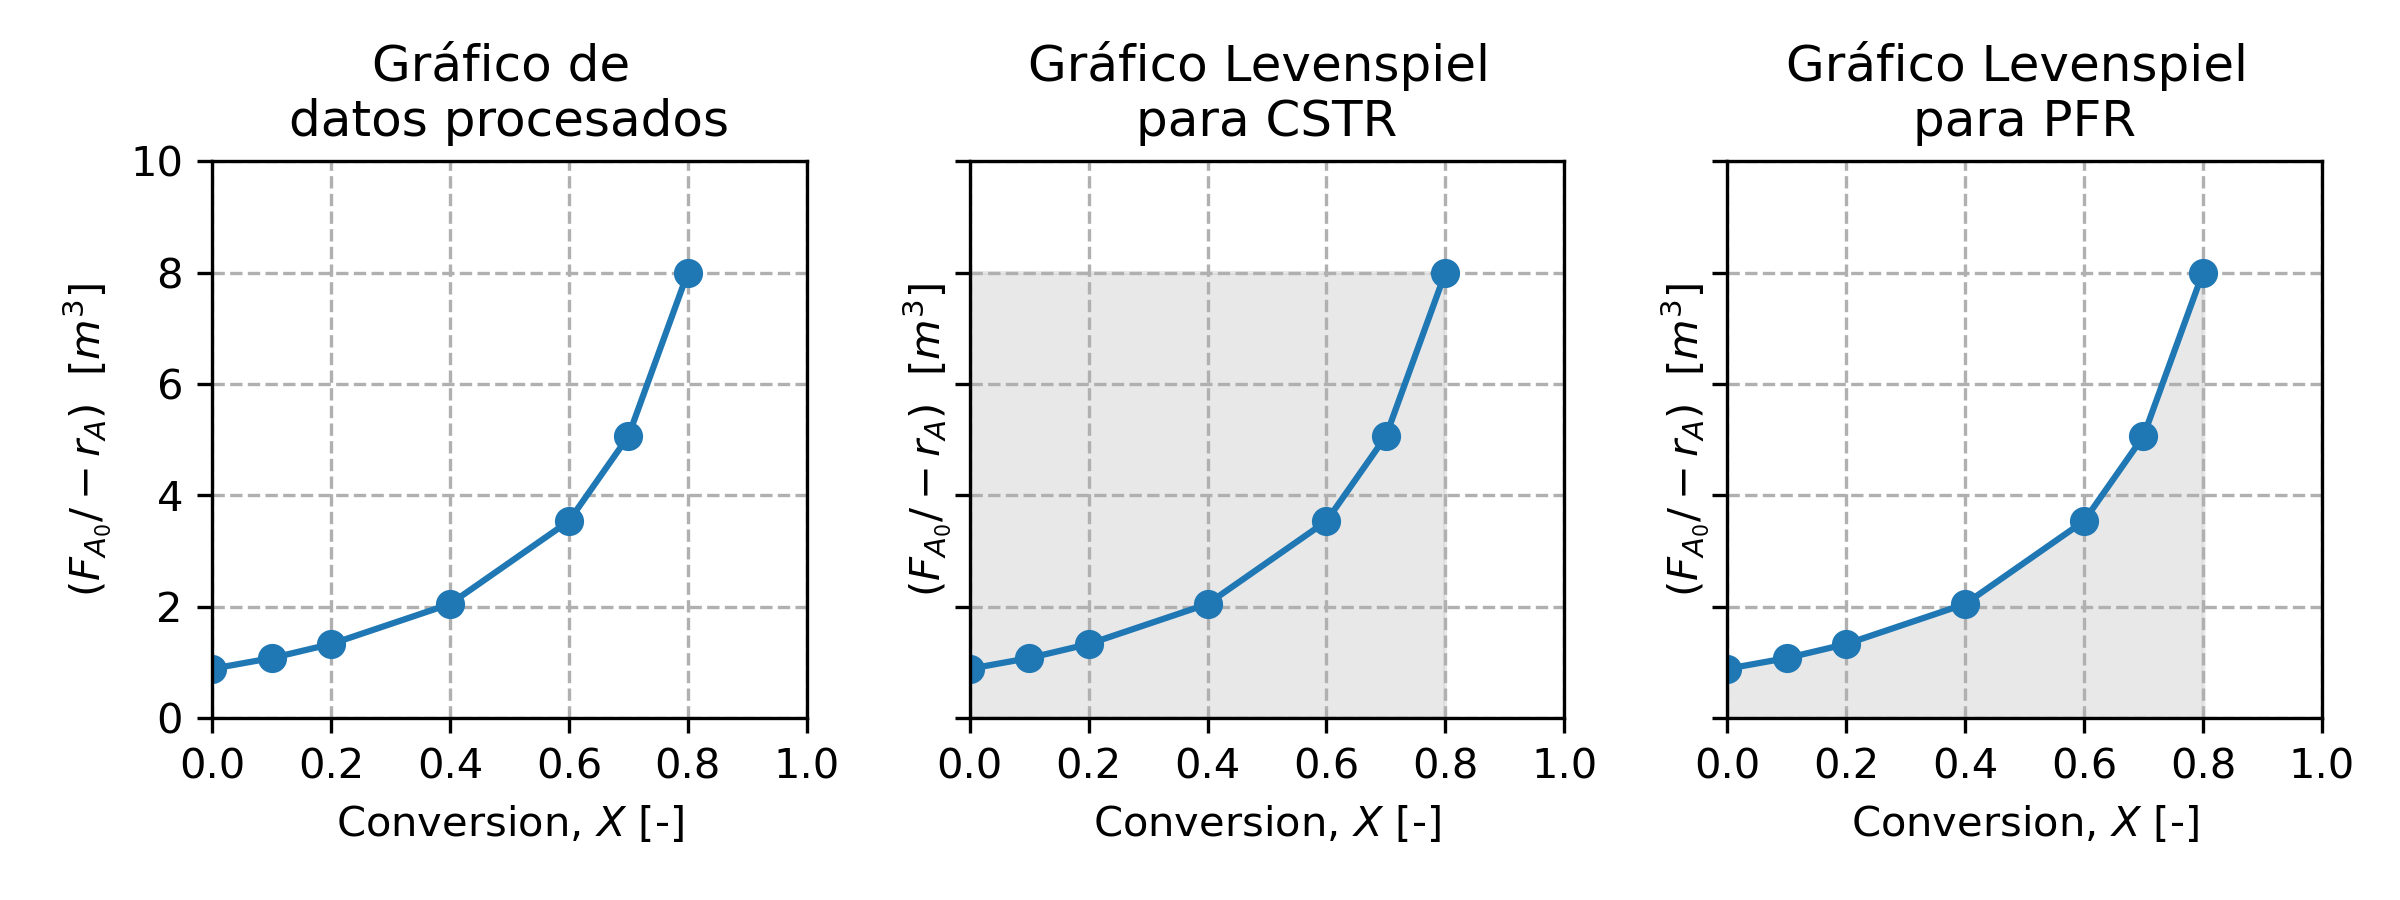 Gráfico de
datos procesados
(F_{A_0}/ − r_A) [m^3]
10
8
6
4
2
0
0.0 0.2 0.4 0.6 0.8 1.0
Conversion, X [-]
Gráfico Levenspiel
para CSTR
(F_{A_0}/ − r_A) [m^3]
0.0 0.2 0.4 0.6 0.8 1.0
Conversion, X [-]
Gráfico Levenspiel
para PFR
(F_{A_0}/ − r_A) [m^3]
0.0 0.2 0.4 0.6 0.8 1.0
Conversion, X [-]